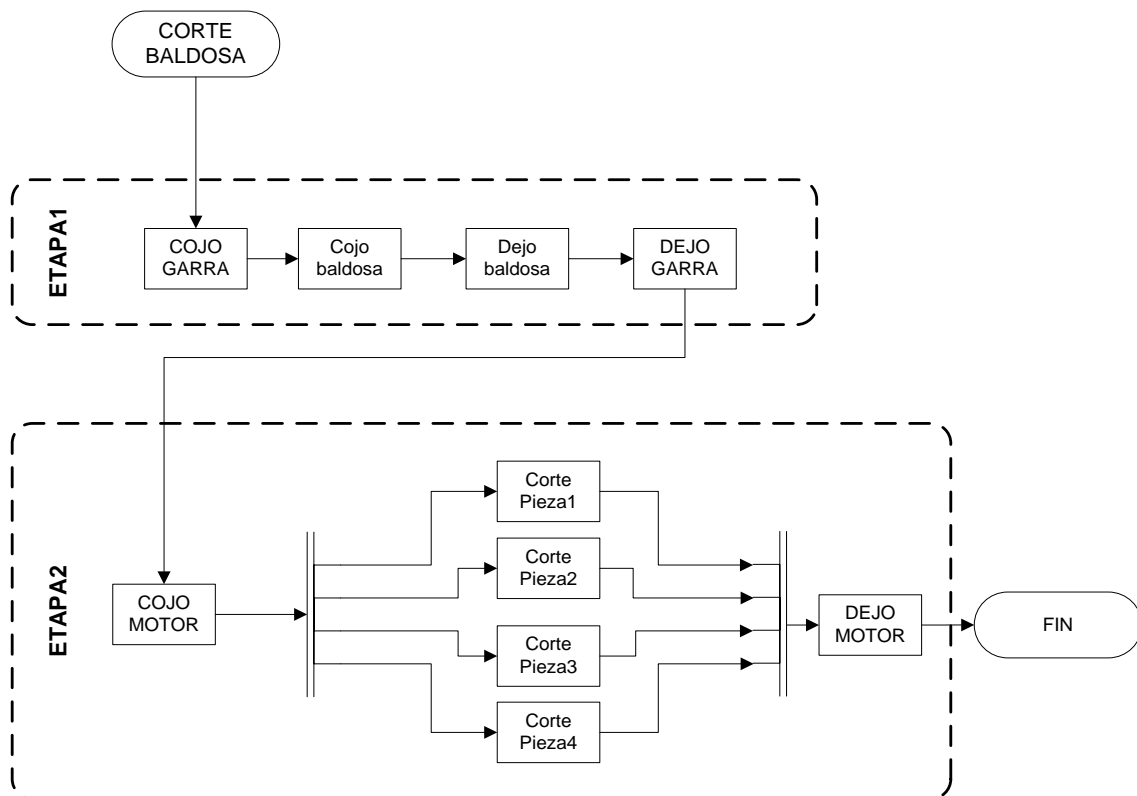 CORTE
BALDOSA
ETAPA1
COJO
GARRA
Cojo
baldosa
Dejo
baldosa
DEJO
GARRA
ETAPA2
COJO
MOTOR
Corte
Pieza1
Corte
Pieza2
Corte
Pieza3
Corte
Pieza4
DEJO
MOTOR
FIN